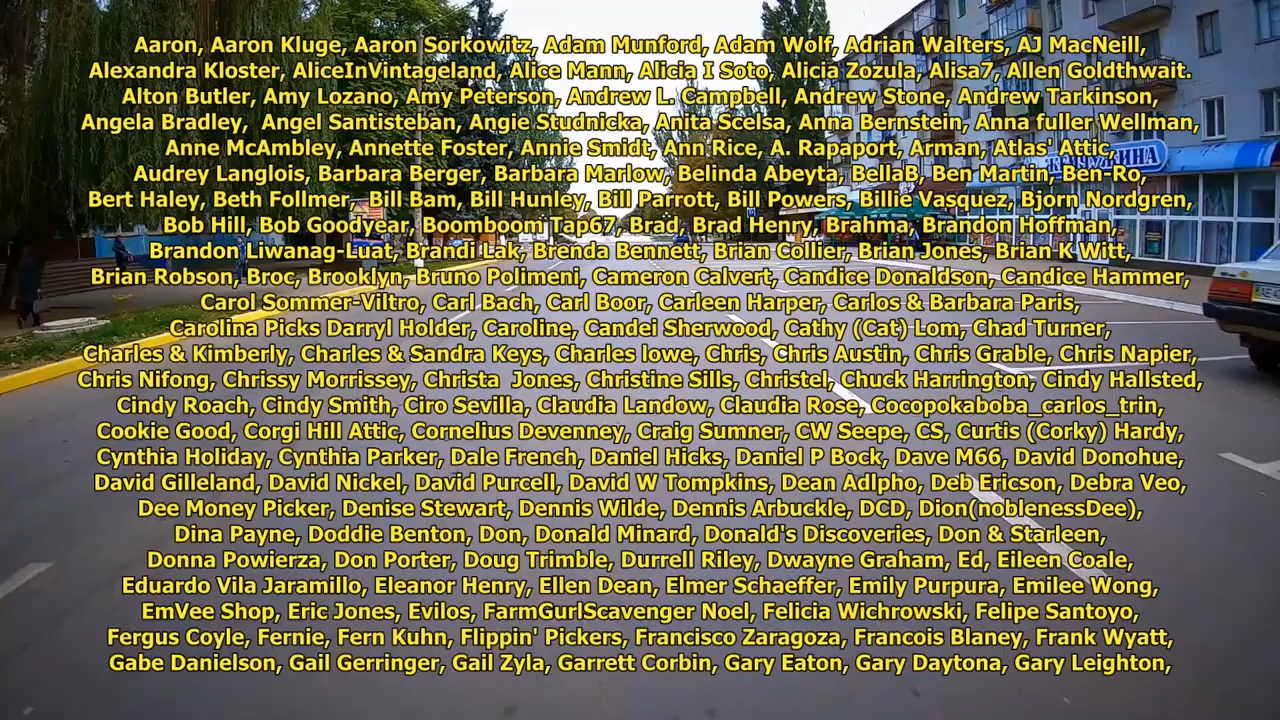 Aaron, Aaron Kluge, Aaron Sorkowitz, Adam Munford, Adam Wolf, Adrian Walters, AJ MacNeill,
Alexandra Kloster, AliceInVintageland, Alice Mann, Alicia I Soto, Alicia Zozula, Alisa7, Allen Goldthwait.
Alton Butler, Amy Lozano, Amy Peterson, Andrew L. Campbell, Andrew Stone, Andrew Tarkinson,
Angela Bradley, Angel Santisteban, Angie Studnicka, Anita Scelsa, Anna Bernstein, Anna fuller Wellman,
Anne McAmbley, Annette Foster, Annie Smidt, Ann Rice, A. Rapaport, Arman, Atlas' Attic,
Audrey Langlois, Barbara Berger, Barbara Marlow, Belinda Abeyta, BellaB, Ben Martin, Ben-Ro,
Bert Haley, Beth Follmer, Bill Bam, Bill Hunley, Bill Parrott, Bill Powers, Billie Vasquez, Bjorn Nordgren,
Bob Hill, Bob Goodyear, Boomboom Tap67, Brad, Brad Henry, Brahma, Brandon Hoffman,
Brandon Liwanag-Luat, Brandi Lak, Brenda Bennett, Brian Collier, Brian Jones, Brian K Witt,
Brian Robson, Broc, Brooklyn, Bruno Polimeni, Cameron Calvert, Candice Donaldson, Candice Hammer,
Carol Sommer-Viltro, Carl Bach, Carl Boor, Carleen Harper, Carlos & Barbara Paris,
Carolina Picks Darryl Holder, Caroline, Candei Sherwood, Cathy (Cat) Lom, Chad Turner,
Charles & Kimberly, Charles & Sandra Keys, Charles lowe, Chris, Chris Austin, Chris Grable, Chris Napier,
Chris Nifong, Chrissy Morrissey, Christa Jones, Christine Sills, Christel, Chuck Harrington, Cindy Hallsted,
Cindy Roach, Cindy Smith, Ciro Sevilla, Claudia Landow, Claudia Rose, Cocopokaboba_carlos_trin,
Cookie Good, Corgi Hill Attic, Cornelius Devenney, Craig Sumner, CW Seepe, CS, Curtis (Corky) Hardy,
Cynthia Holiday, Cynthia Parker, Dale French, Daniel Hicks, Daniel P Bock, Dave M66, David Donohue,
David Gilleland, David Nickel, David Purcell, David W Tompkins, Dean Adlpho, Deb Ericson, Debra Veo,
Dee Money Picker, Denise Stewart, Dennis Wilde, Dennis Arbuckle, DCD, Dion(noblenessDee),
Dina Payne, Doddie Benton, Don, Donald Minard, Donald's Discoveries, Don & Starleen,
Donna Powierza, Don Porter, Doug Trimble, Durrell Riley, Dwayne Graham, Ed, Eileen Coale,
Eduardo Vila Jaramillo, Eleanor Henry, Ellen Dean, Elmer Schaeffer, Emily Purpura, Emilee Wong,
EmVee Shop, Eric Jones, Evilos, FarmGurlScavenger Noel, Felicia Wichrowski, Felipe Santoyo,
Fergus Coyle, Fernie, Fern Kuhn, Flippin' Pickers, Francisco Zaragoza, Francois Blaney, Frank Wyatt,
Gabe Danielson, Gail Gerringer, Gail Zyla, Garrett Corbin, Gary Eaton, Gary Daytona, Gary Leighton,